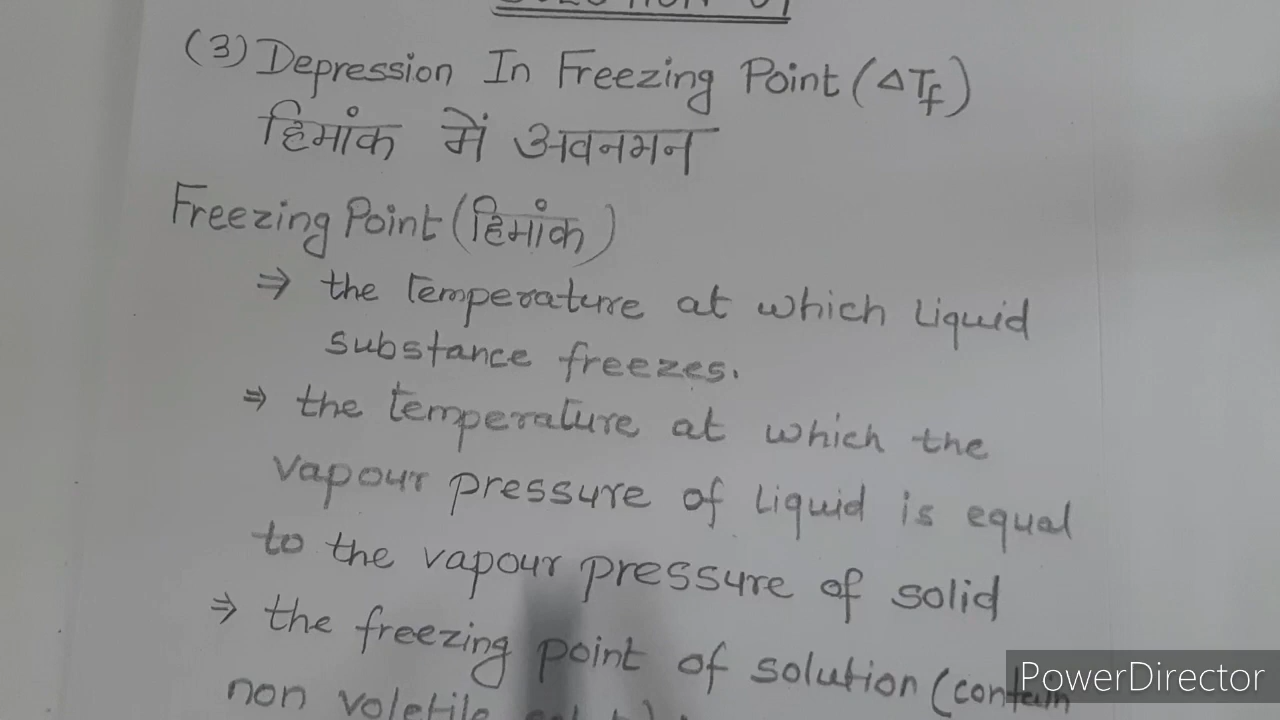 (3) Depression In Freezing Point (ΔTf)
हिमांक में अवनमन
Freezing Point (हिमांक)
⇒ the temperature at which liquid
substance freezes.
⇒ the temperature at which the
vapour pressure of liquid is equal
to the vapour pressure of solid
⇒ the freezing point of solution (contain
non voletile
PowerDirector